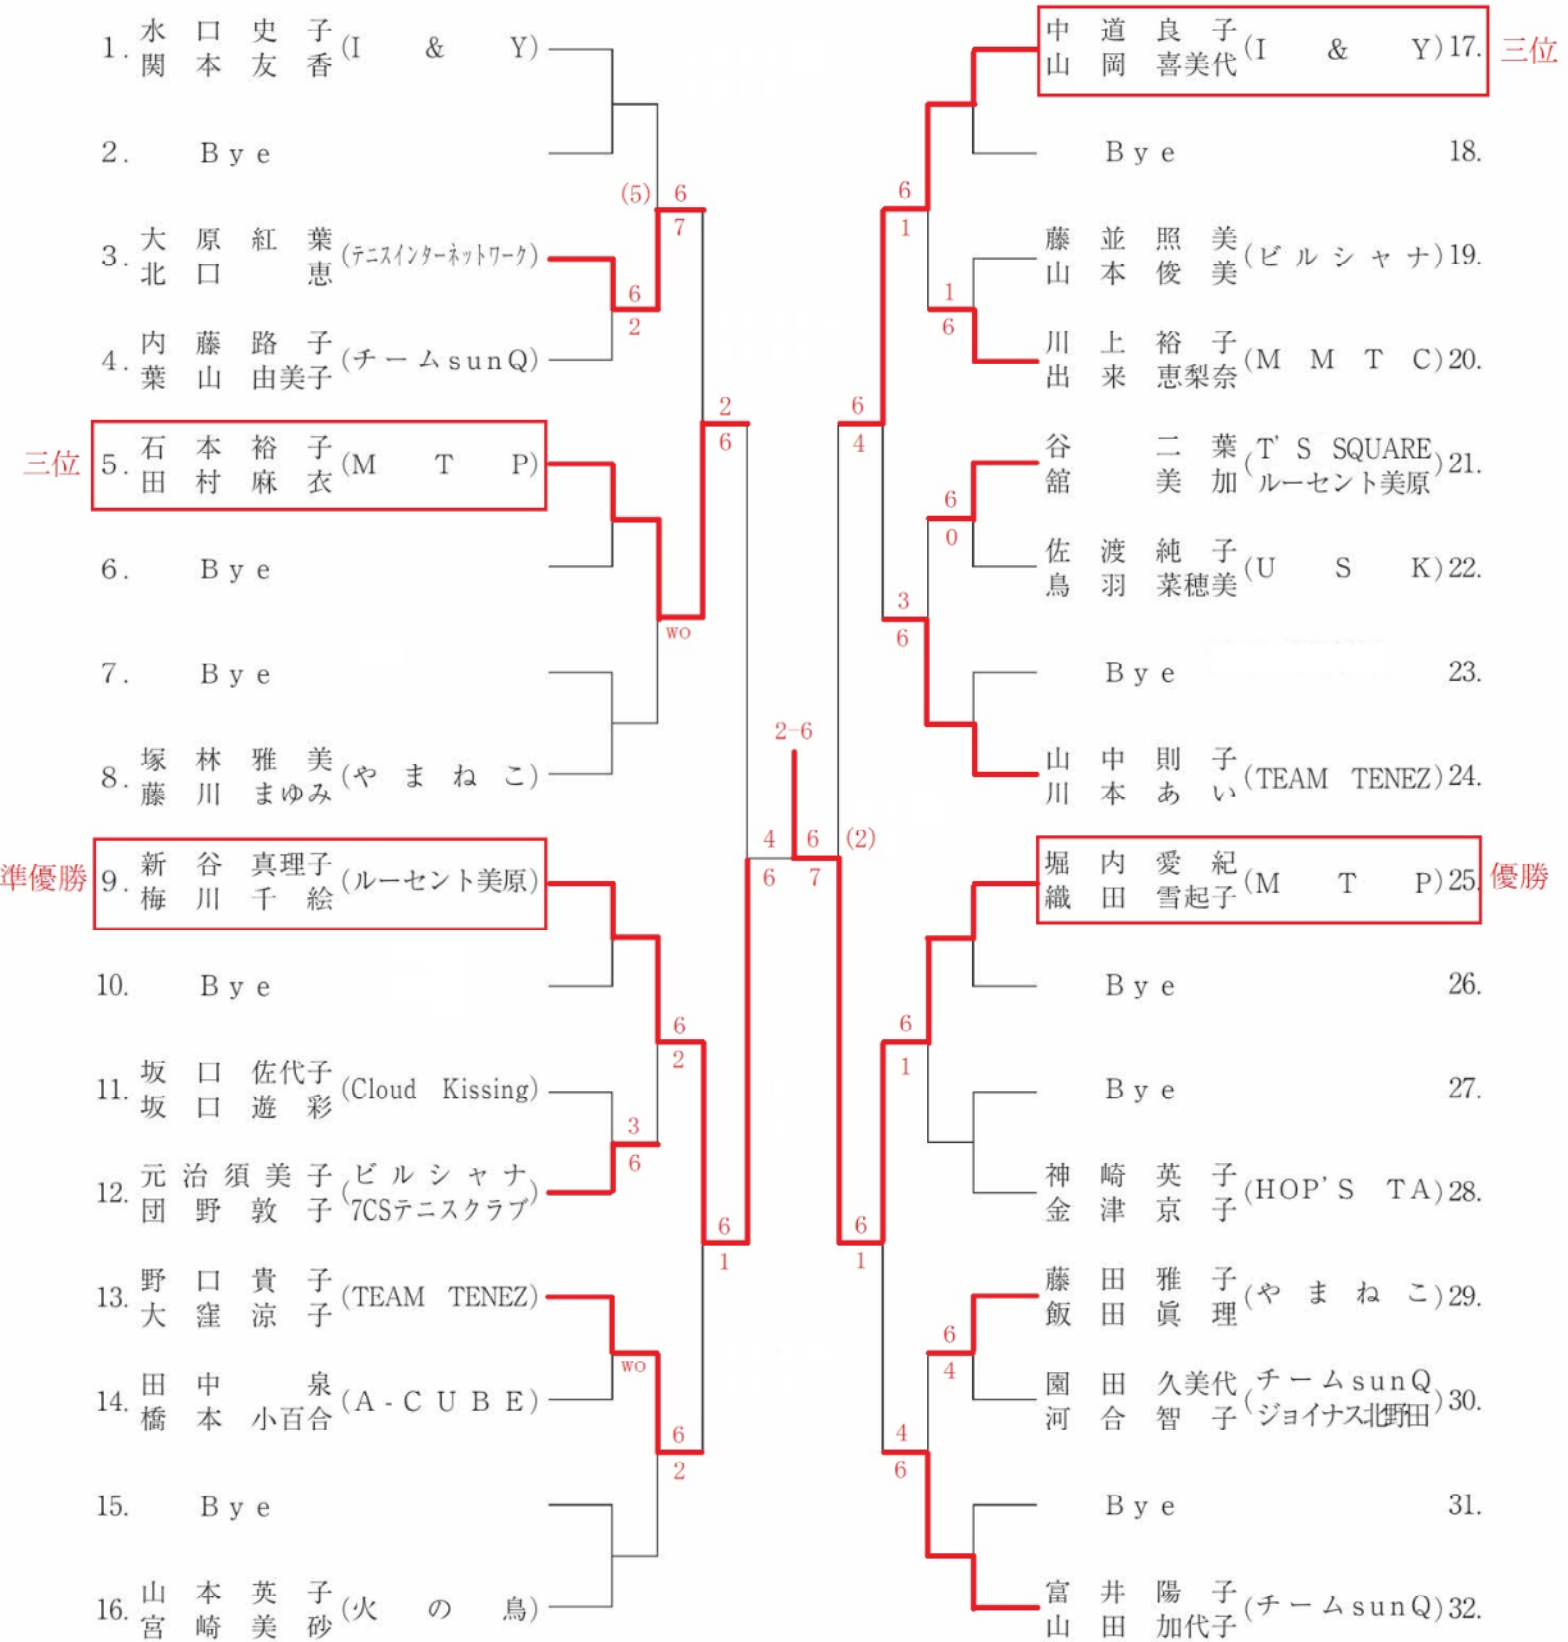 1. 水口史子 (I & Y)
関本友香
2. Bye
(5) 6
7
3. 大原紅葉 (テニスインターネットワーク)
北口恵
6
2
4. 内藤路子 (チームsunQ)
葉山由美子
2
6
三位 5. 石本裕子 (M T P)
田村麻衣
6. Bye
wo
7. Bye
8. 塚林雅美 (やまねこ)
藤川まゆみ
準優勝 9. 新谷真理子 (ルーセント美原)
梅川千絵
10. Bye
6
2
11. 坂口佐代子 (Cloud Kissing)
坂口遊彩
3
6
12. 元治須美子 (ビルシャナ
団野敦子 7CSテニスクラブ)
6
1
13. 野口貴子 (TEAM TENEZ)
大窪涼子
wo
14. 田中泉 (A-CUBE)
橋本小百合
6
2
15. Bye
16. 山本英子 (火の鳥)
宮崎美砂
2-6
4 6 (2)
6 7
中道良子 (I & Y) 17. 三位
山岡喜美代
Bye 18.
6
1
藤並照美 (ビルシャナ) 19.
山本俊美
1
6
川上裕子 (M M T C) 20.
出来恵梨奈
6
4
谷二葉 (T'S SQUARE
舘美加 ルーセント美原) 21.
6
0
佐渡純子 (U S K) 22.
鳥羽菜穂美
3
6
Bye 23.
山中則子 (TEAM TENEZ) 24.
川本あい
堀内愛紀 (M T P) 25. 優勝
織田雪起子
Bye 26.
6
1
Bye 27.
神崎英子 (HOP'S TA) 28.
金津京子
6
1
藤田雅子 (やまねこ) 29.
飯田眞理
6
4
園田久美代 (チームsunQ
河合智子 ジョイナス北野田) 30.
4
6
Bye 31.
富井陽子 (チームsunQ) 32.
山田加代子